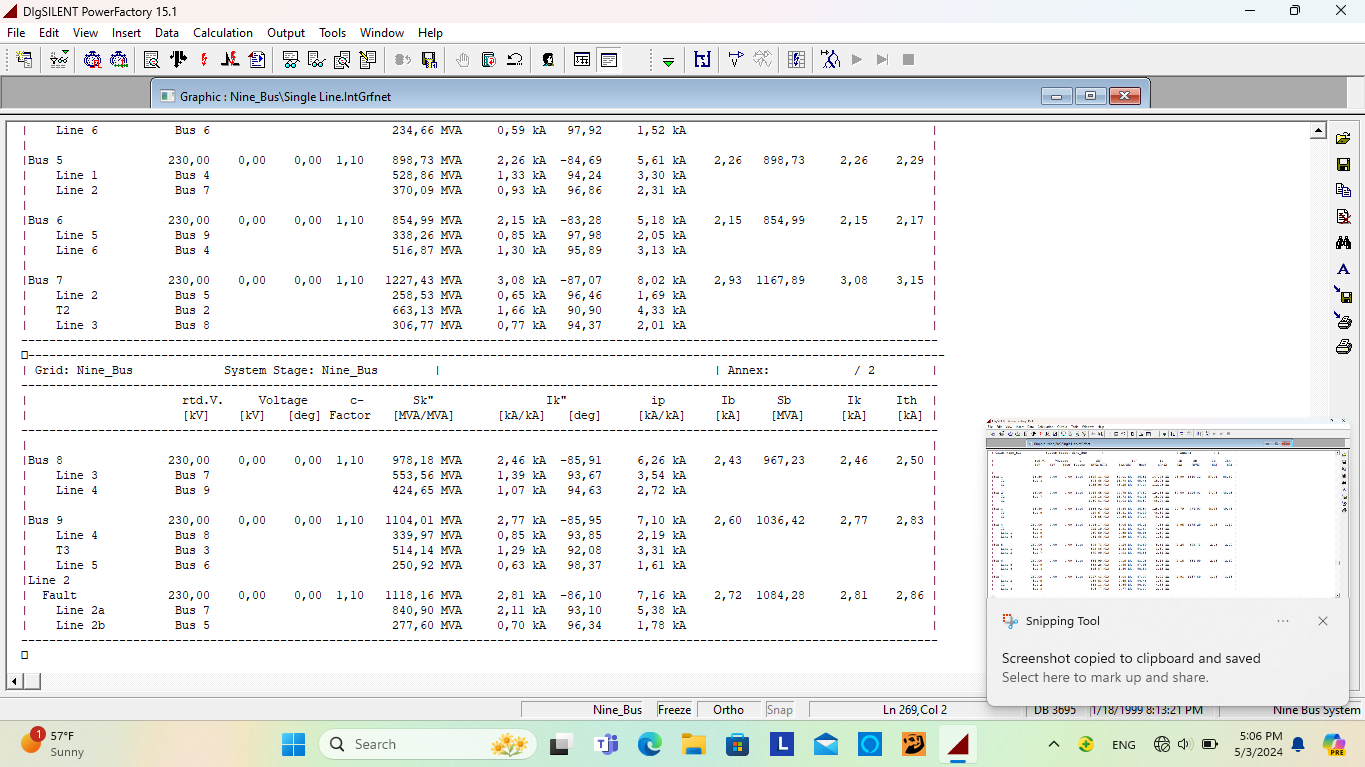 DIgSILENT PowerFactory 15.1
File Edit View Insert Data Calculation Output Tools Window Help
Graphic : Nine_Bus\Single Line.IntGrfnet
| Line 6 Bus 6 234,66 MVA 0,59 kA 97,92 1,52 kA |
|Bus 5 230,00 0,00 0,00 1,10 898,73 MVA 2,26 kA -84,69 5,61 kA 2,26 898,73 2,26 2,29 |
| Line 1 Bus 4 528,86 MVA 1,33 kA 94,24 3,30 kA |
| Line 2 Bus 7 370,09 MVA 0,93 kA 96,86 2,31 kA |
|Bus 6 230,00 0,00 0,00 1,10 854,99 MVA 2,15 kA -83,28 5,18 kA 2,15 854,99 2,15 2,17 |
| Line 5 Bus 9 338,26 MVA 0,85 kA 97,98 2,05 kA |
| Line 6 Bus 4 516,87 MVA 1,30 kA 95,89 3,13 kA |
|Bus 7 230,00 0,00 0,00 1,10 1227,43 MVA 3,08 kA -87,07 8,02 kA 2,93 1167,89 3,08 3,15 |
| Line 2 Bus 5 258,53 MVA 0,65 kA 96,46 1,69 kA |
| T2 Bus 2 663,13 MVA 1,66 kA 90,90 4,33 kA |
| Line 3 Bus 8 306,77 MVA 0,77 kA 94,37 2,01 kA |
| Grid: Nine_Bus System Stage: Nine_Bus | | Annex: / 2 |
| rtd.V. Voltage c- Sk" Ik" ip Ib Sb Ik Ith |
| [kV] [kV] [deg] Factor [MVA/MVA] [kA/kA] [deg] [kA/kA] [kA] [MVA] [kA] [kA] |
|Bus 8 230,00 0,00 0,00 1,10 978,18 MVA 2,46 kA -85,91 6,26 kA 2,43 967,23 2,46 2,50 |
| Line 3 Bus 7 553,56 MVA 1,39 kA 93,67 3,54 kA |
| Line 4 Bus 9 424,65 MVA 1,07 kA 94,63 2,72 kA |
|Bus 9 230,00 0,00 0,00 1,10 1104,01 MVA 2,77 kA -85,95 7,10 kA 2,60 1036,42 2,77 2,83 |
| Line 4 Bus 8 339,97 MVA 0,85 kA 93,85 2,19 kA |
| T3 Bus 3 514,14 MVA 1,29 kA 92,08 3,31 kA |
| Line 5 Bus 6 250,92 MVA 0,63 kA 98,37 1,61 kA |
|Line 2 |
| Fault 230,00 0,00 0,00 1,10 1118,16 MVA 2,81 kA -86,10 7,16 kA 2,72 1084,28 2,81 2,86 |
| Line 2a Bus 7 840,90 MVA 2,11 kA 93,10 5,38 kA |
| Line 2b Bus 5 277,60 MVA 0,70 kA 96,34 1,78 kA |
Snipping Tool
Screenshot copied to clipboard and saved
Select here to mark up and share.
Nine_Bus Freeze Ortho Snap Ln 269,Col 2 DB 3695 1/18/1999 8:13:21 PM Nine Bus System
1
57°F
Sunny
Search
ENG
5:06 PM
5/3/2024
PRE